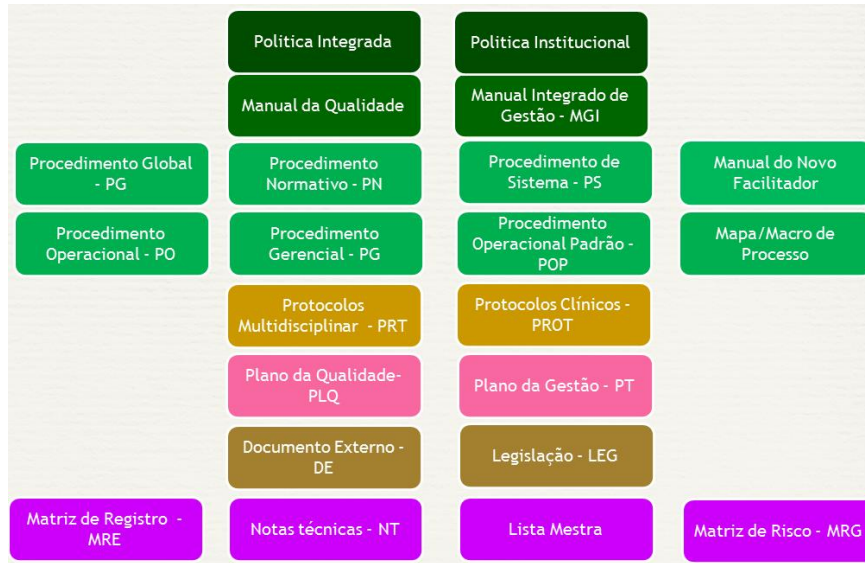 Política Integrada
Política Institucional
Manual da Qualidade
Manual Integrado de
Gestão - MGI
Procedimento Global
- PG
Procedimento
Normativo - PN
Procedimento de
Sistema - PS
Manual do Novo
Facilitador
Procedimento
Operacional - PO
Procedimento
Gerencial - PG
Procedimento
Operacional Padrão -
POP
Mapa/Macro de
Processo
Protocolos
Multidisciplinar - PRT
Protocolos Clínicos -
PROT
Plano da Qualidade-
PLQ
Plano da Gestão - PT
Documento Externo -
DE
Legislação - LEG
Matriz de Registro -
MRE
Notas técnicas - NT
Lista Mestra
Matriz de Risco - MRG